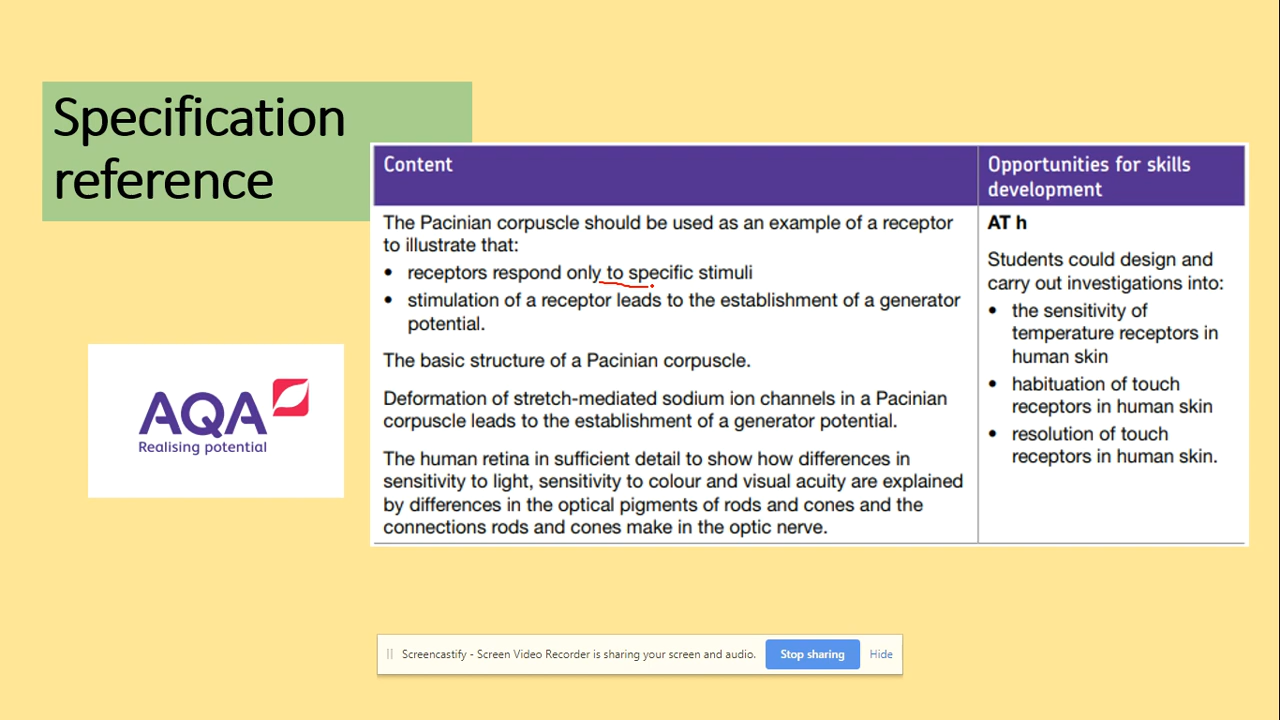 Specification
reference
Content
Opportunities for skills
development
The Pacinian corpuscle should be used as an example of a receptor
to illustrate that:
• receptors respond only to specific stimuli
• stimulation of a receptor leads to the establishment of a generator
potential.
The basic structure of a Pacinian corpuscle.
Deformation of stretch-mediated sodium ion channels in a Pacinian
corpuscle leads to the establishment of a generator potential.
The human retina in sufficient detail to show how differences in
sensitivity to light, sensitivity to colour and visual acuity are explained
by differences in the optical pigments of rods and cones and the
connections rods and cones make in the optic nerve.
AT h
Students could design and
carry out investigations into:
• the sensitivity of
temperature receptors in
human skin
• habituation of touch
receptors in human skin
• resolution of touch
receptors in human skin.
AQA
Realising potential
Screencastify - Screen Video Recorder is sharing your screen and audio.
Stop sharing
Hide